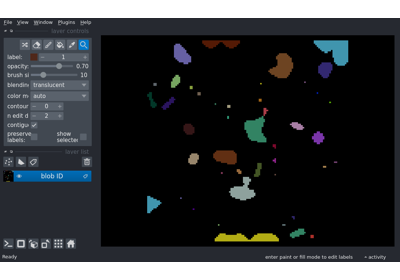 File View Window Plugins Help
layer controls
label: 1
opacity: 0.70
brush si 10
blending translucent
color m auto
contour 0
n edit d 2
contigu
preserve labels: show selected
layer list
blob ID
Ready enter paint or fill mode to edit labels activity